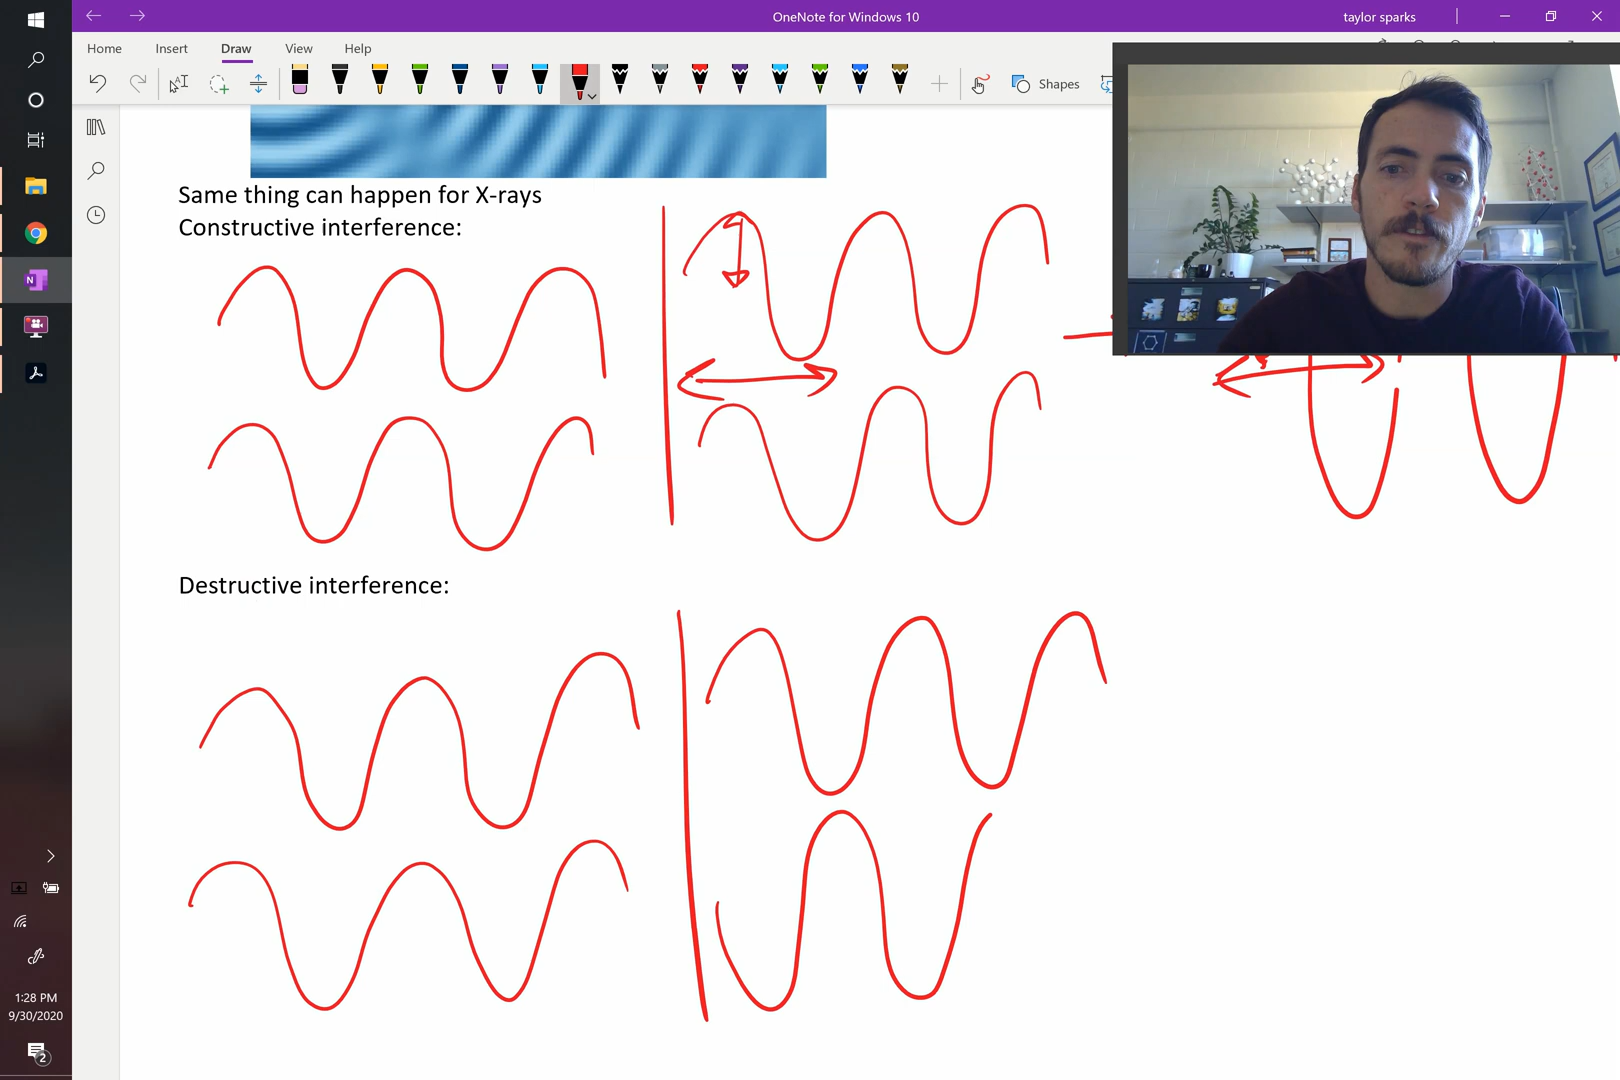 OneNote for Windows 10
taylor sparks
Home
Insert
Draw
View
Help
Shapes
Same thing can happen for X-rays
Constructive interference:
Destructive interference:
1:28 PM
9/30/2020
2